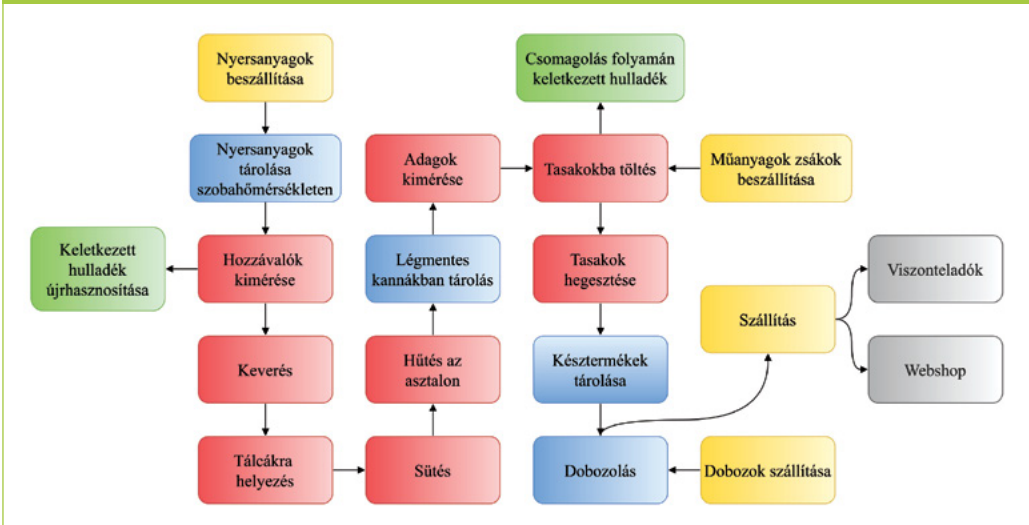 Nyersanyagok
beszállítása
Nyersanyagok
tárolása
szobahőmérsékleten
Hozzávalók
kimérése
Keletkezett
hulladék
újrhasznosítása
Keverés
Tálcákra
helyezés
Sütés
Hűtés az
asztalon
Légmentes
kannákban tárolás
Adagok
kimérése
Tasakokba töltés
Csomagolás folyamán
keletkezett hulladék
Műanyagok zsákok
beszállítása
Tasakok
hegesztése
Késztermékek
tárolása
Dobozolás
Dobozok szállítása
Szállítás
Viszonteladók
Webshop